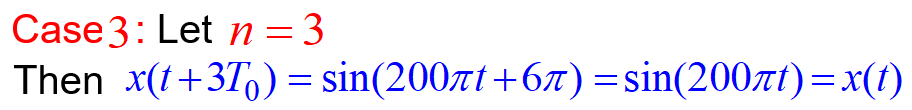 Case3: Let n = 3
Then x(t+3T₀) = sin(200πt+6π) = sin(200πt) = x(t)